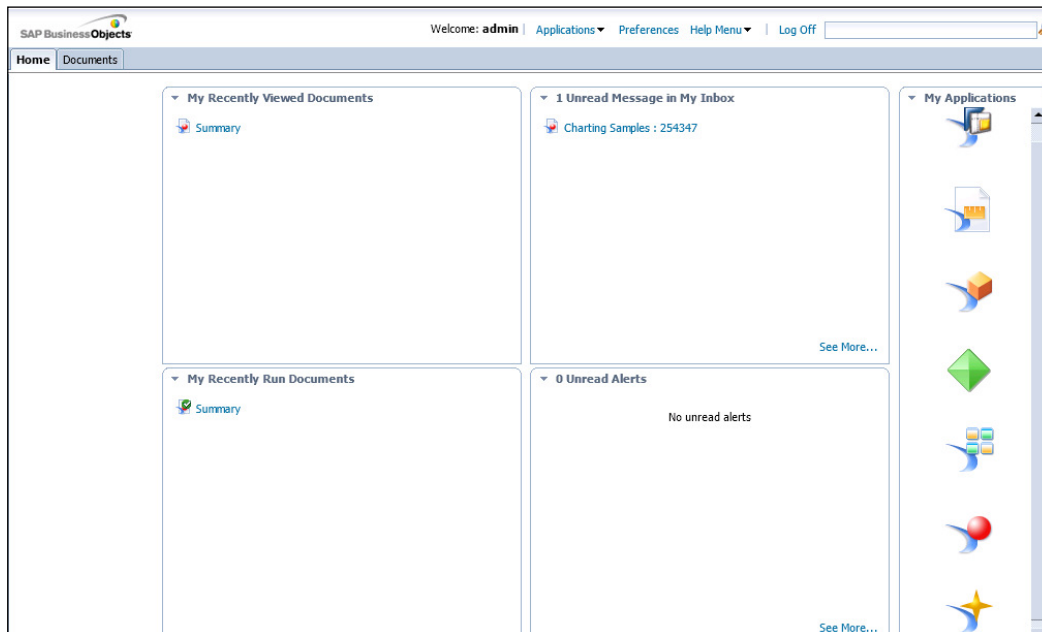 SAP BusinessObjects
Welcome: admin | Applications Preferences Help Menu | Log Off
Home Documents
My Recently Viewed Documents
Summary
1 Unread Message in My Inbox
Charting Samples : 254347
See More...
My Applications
My Recently Run Documents
Summary
0 Unread Alerts
No unread alerts
See More...